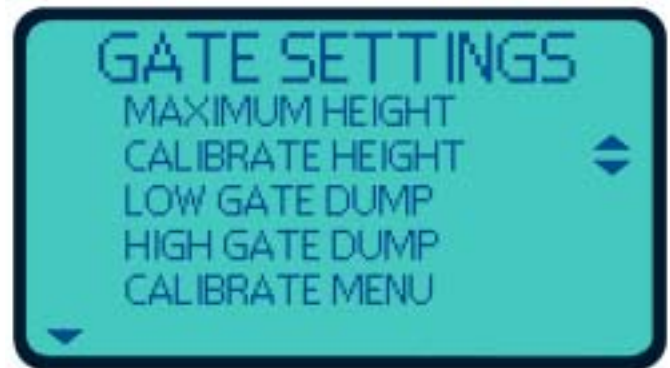 GATE SETTINGS
MAXIMUM HEIGHT
CALIBRATE HEIGHT
LOW GATE DUMP
HIGH GATE DUMP
CALIBRATE MENU